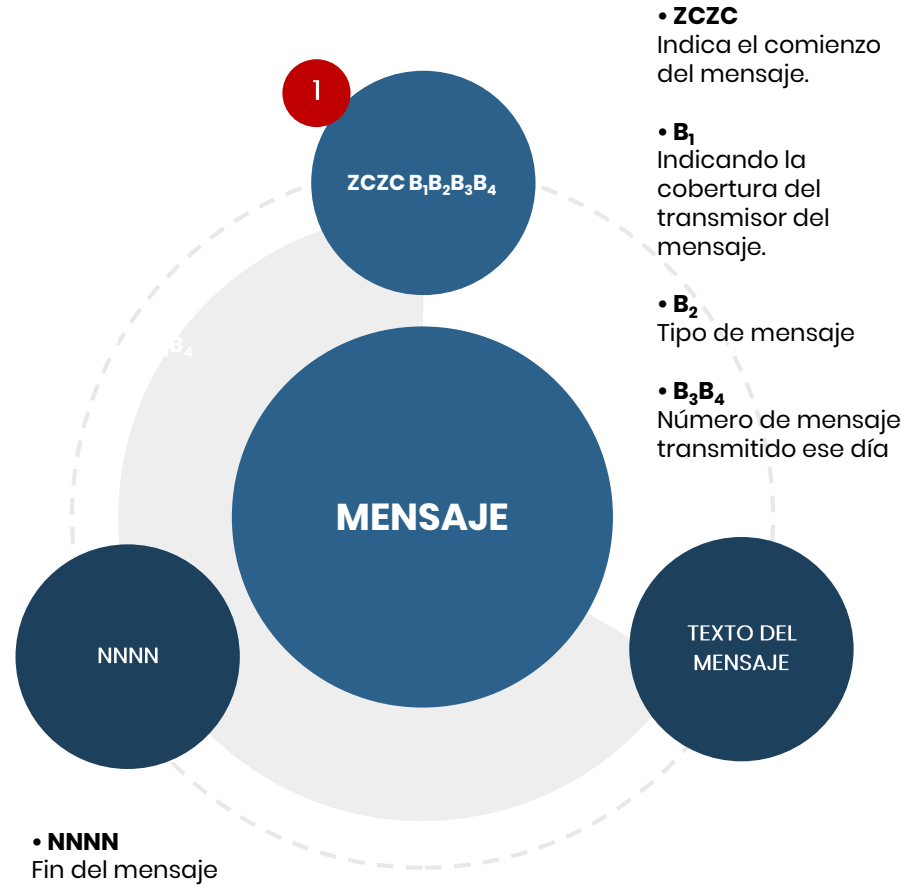 • ZCZC
Indica el comienzo
del mensaje.
1
ZCZC B₁B₂B₃B₄
• B₁
Indicando la
cobertura del
transmisor del
mensaje.
• B₂
Tipo de mensaje
B₄
• B₃B₄
Número de mensaje
transmitido ese día
MENSAJE
TEXTO DEL
MENSAJE
NNNN
• NNNN
Fin del mensaje